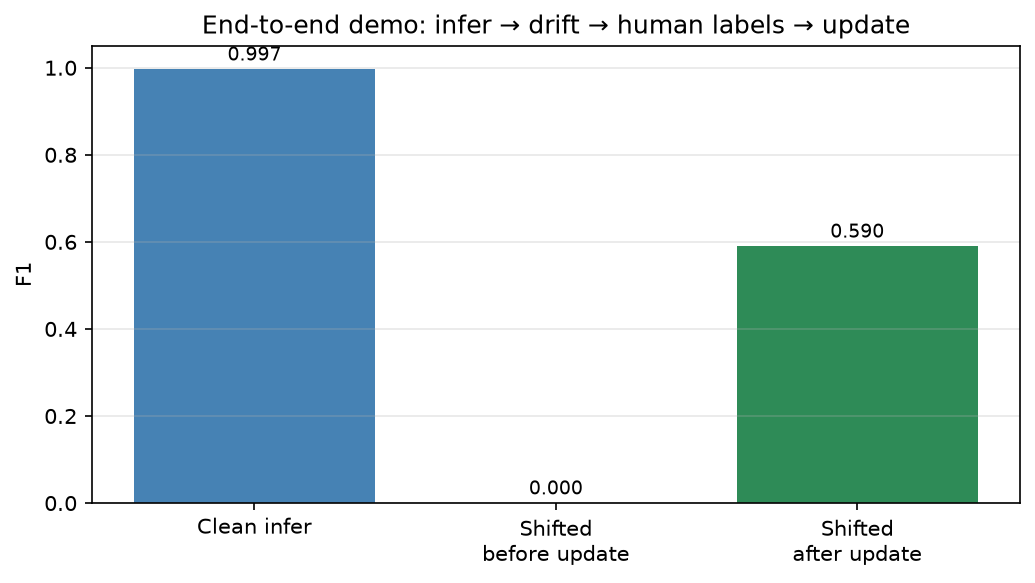 End-to-end demo: infer → drift → human labels → update
F1
1.0
0.8
0.6
0.4
0.2
0.0
0.997
0.000
0.590
Clean infer
Shifted
before update
Shifted
after update